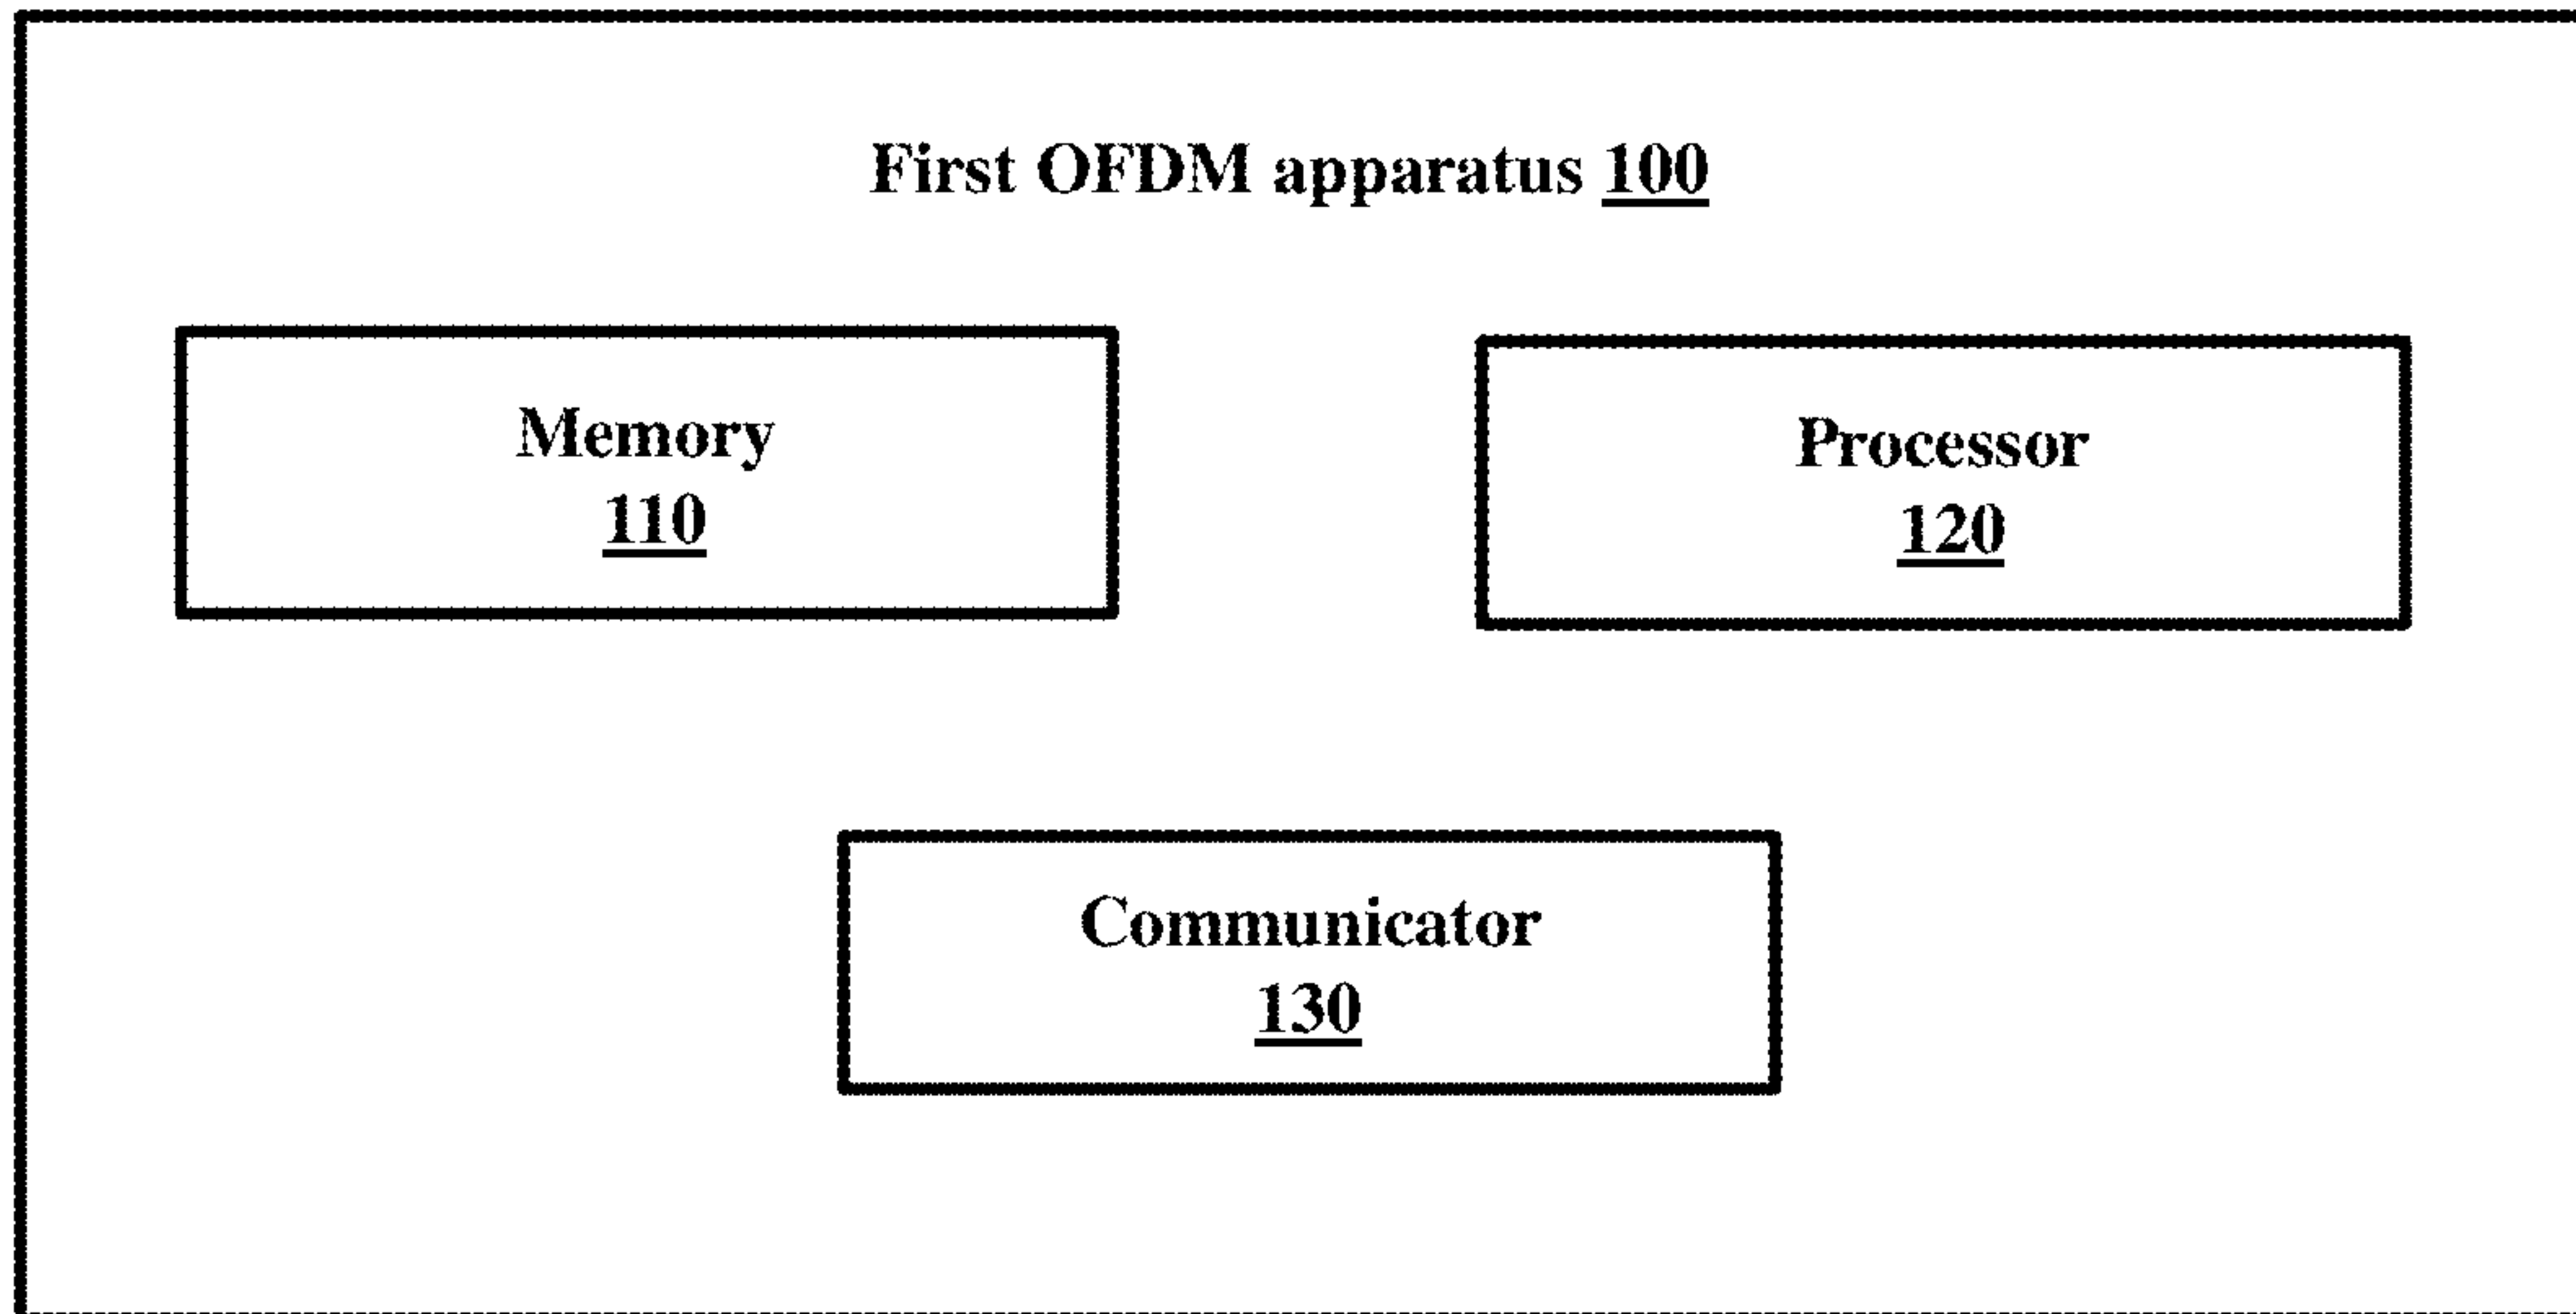 First OFDM apparatus 100
Memory
110
Processor
120
Communicator
130